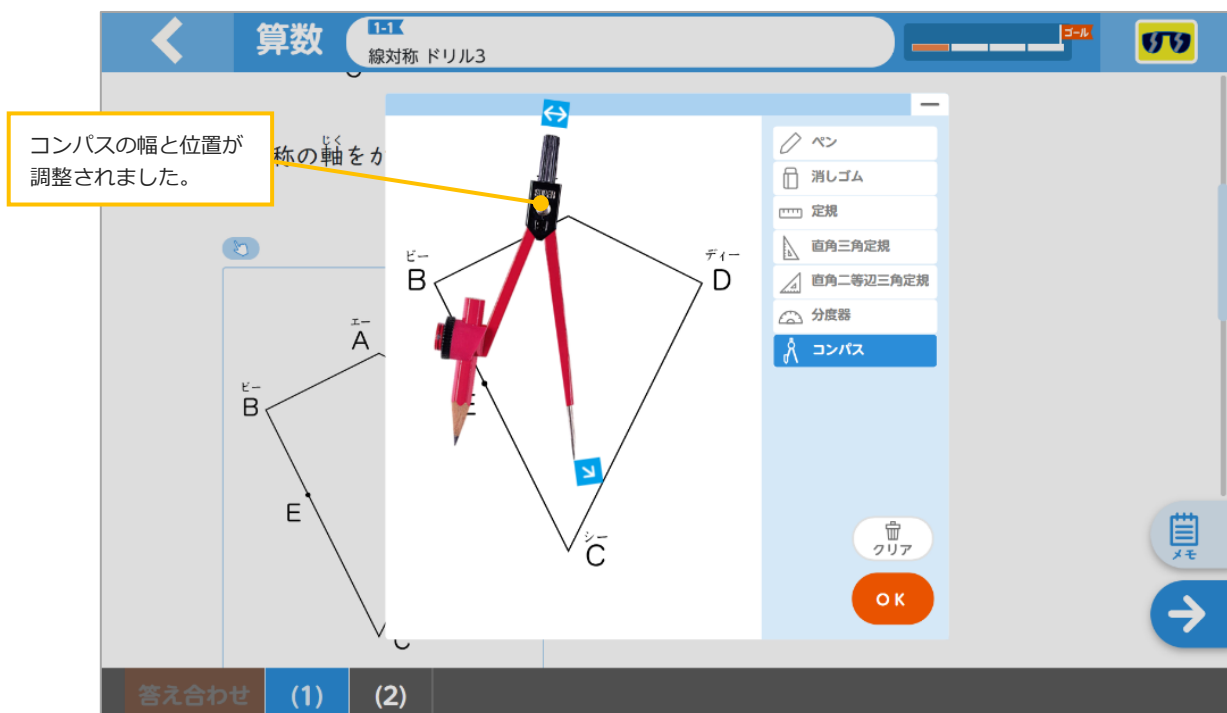 算数
1-1
線対称 ドリル3
ゴール
コンパスの幅と位置が
調整されました。
称の軸をか
じく
ビー
B
エー
A
ビー
B
E
C
ディー
D
E
シー
C
ペン
消しゴム
定規
直角三角定規
直角二等辺三角定規
分度器
コンパス
クリア
OK
メモ
答え合わせ
(1)
(2)